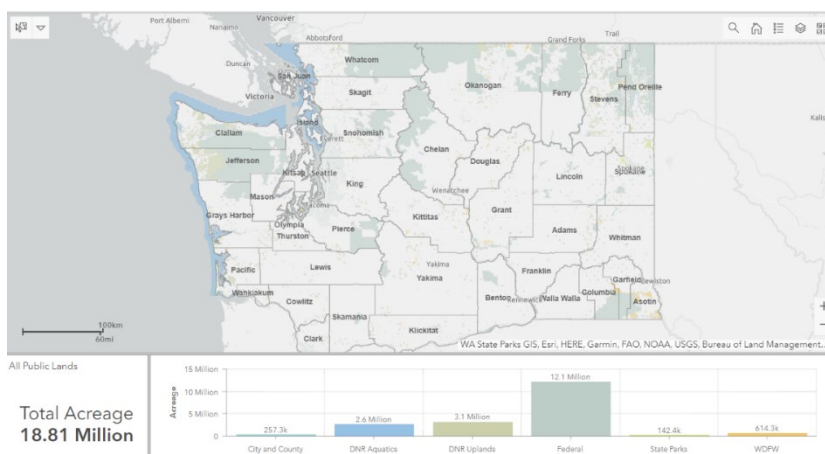 Port Alberni
Nanaimo
Vancouver
Abbotsford
Grand Forks
Trail
Duncan
Victoria
San Juan
Whatcom
Skagit
Okanogan
Ferry
Stevens
Pend Oreille
Island
Snohomish
Everett
Clallam
Jefferson
Chelan
Douglas
Kitsap
Seattle
King
Lincoln
Spokane
Spokane
Kalis
Mason
Tacoma
Wenatchee
Grant
Grays Harbor
Olympia
Thurston
Pierce
Kittitas
Adams
Whitman
Pacific
Lewis
Yakima
Yakima
Franklin
Garfield
Lewiston
Wahkiakum
Cowlitz
Benton
Kennewick
Walla Walla
Columbia
Asotin
Skamania
Klickitat
Clark
100km
60mi
WA State Parks GIS, Esri, HERE, Garmin, FAO, NOAA, USGS, Bureau of Land Management...
All Public Lands
Total Acreage
18.81 Million
Acreage
15 Million
10 Million
5 Million
0
257.3k
2.6 Million
3.1 Million
12.1 Million
142.4k
614.3k
City and County
DNR Aquatics
DNR Uplands
Federal
State Parks
WDFW